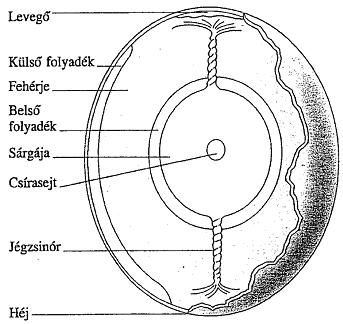 Levegő
Külső folyadék
Fehérje
Belső
folyadék
Sárgája
Csírasejt
Jégzsinór
Héj